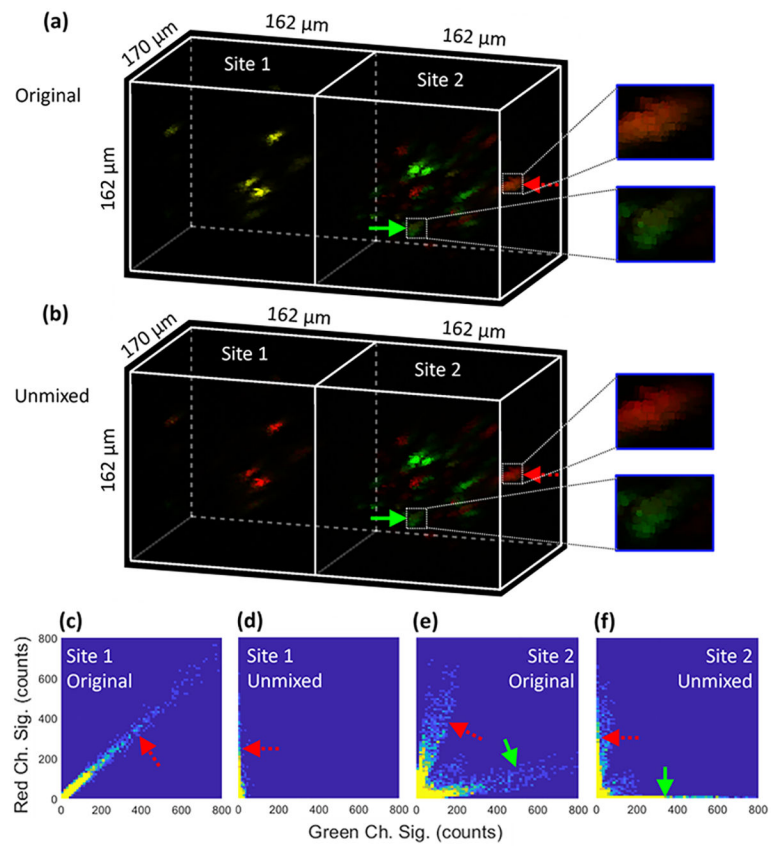 (a)
162 µm
162 µm
170 µm
Site 1
Site 2
Original
162 µm
(b)
162 µm
162 µm
170 µm
Site 1
Site 2
Unmixed
162 µm
(c)
(d)
(e)
(f)
Red Ch. Sig. (counts)
800
600
400
200
0
Site 1
Original
Site 1
Unmixed
Site 2
Original
Site 2
Unmixed
0 200 400 600 800
400 600 800
0 200 400 600 800
0 200 400 600 800
Green Ch. Sig. (counts)